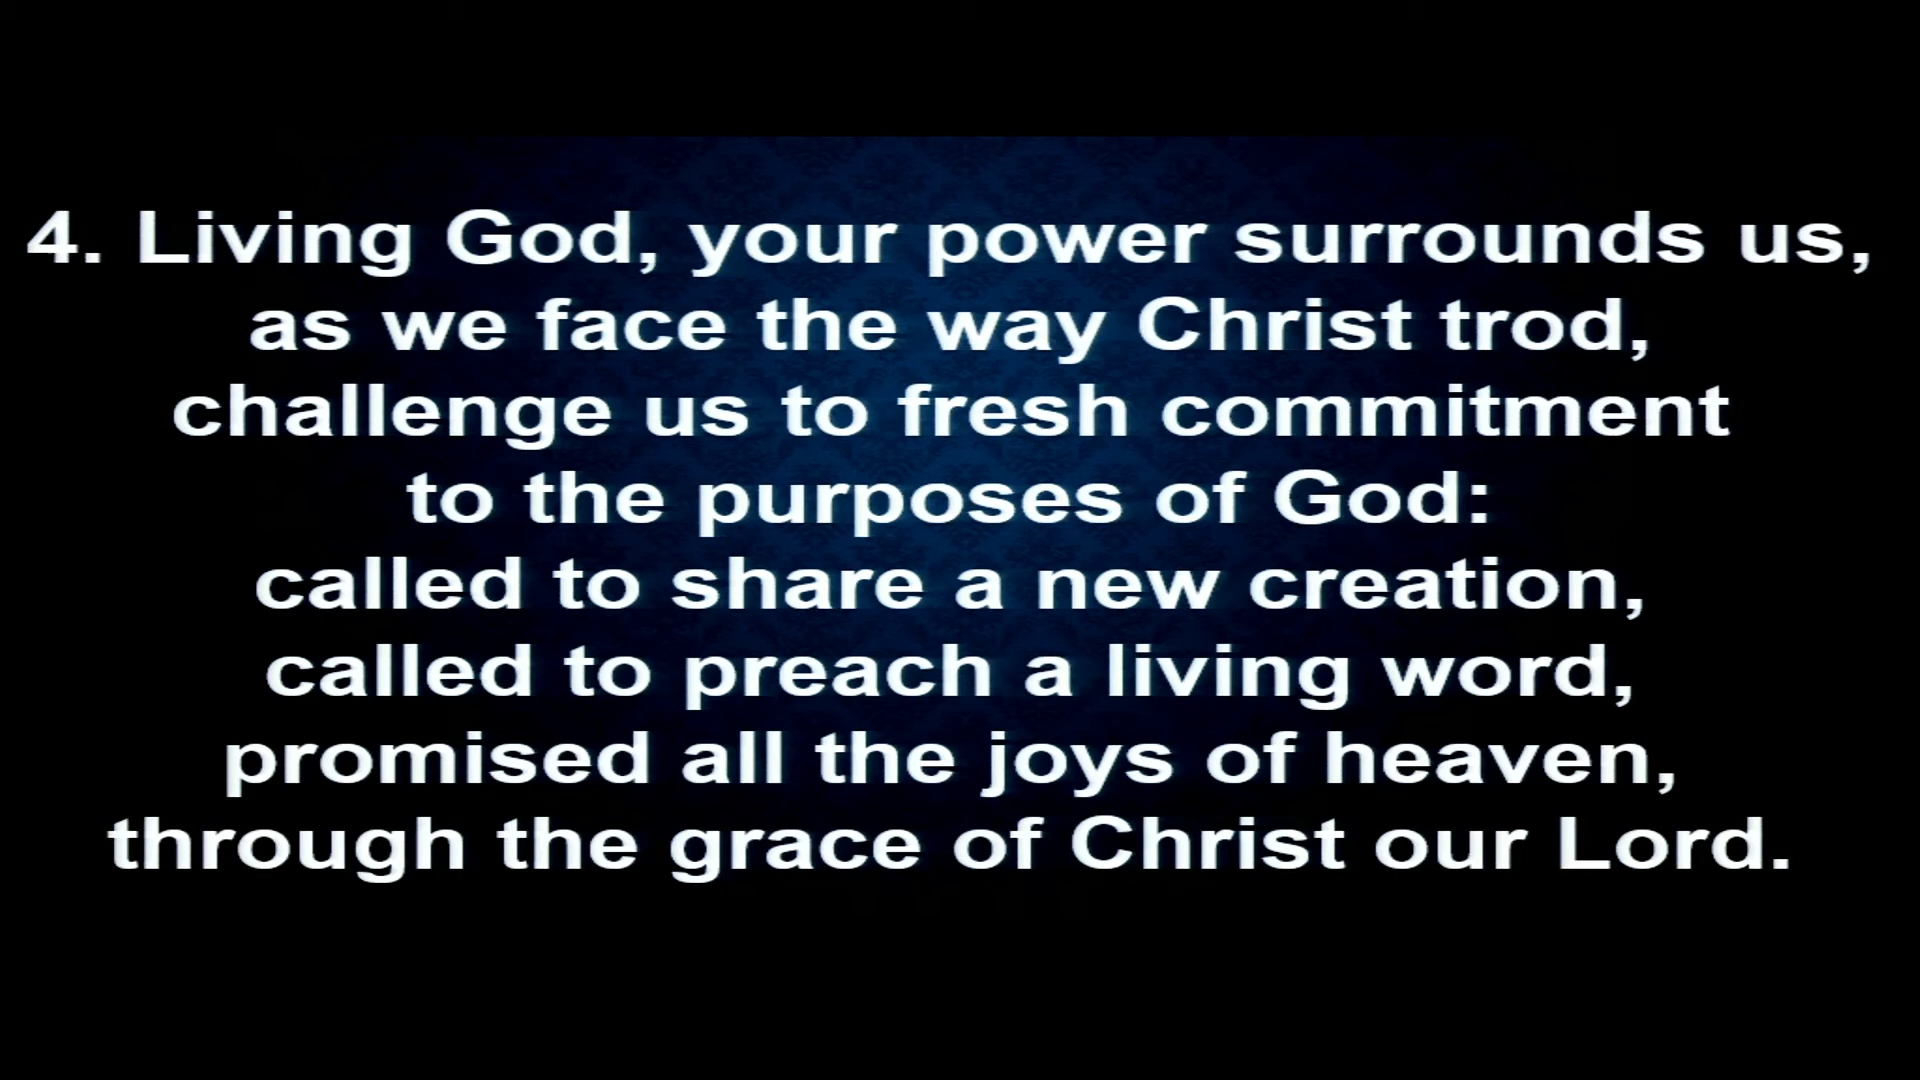 4. Living God, your power surrounds us,
as we face the way Christ trod,
challenge us to fresh commitment
to the purposes of God:
called to share a new creation,
called to preach a living word,
promised all the joys of heaven,
through the grace of Christ our Lord.